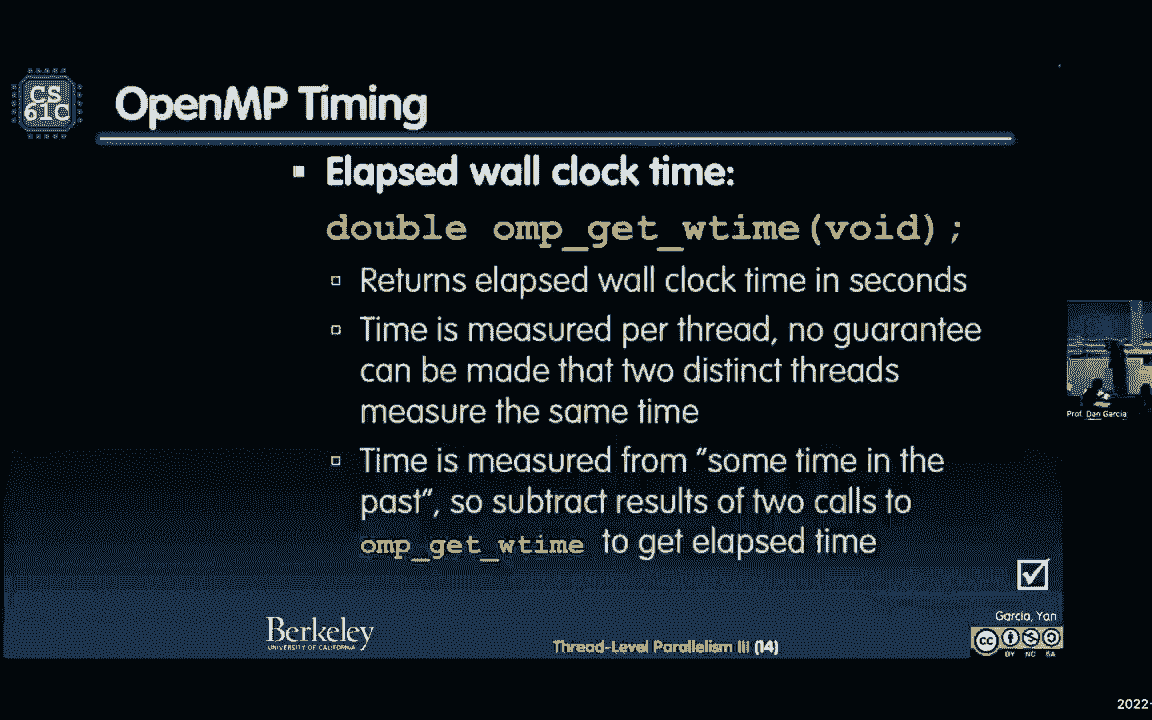 CS
61C
OpenMP Timing
▪ Elapsed wall clock time:
double omp_get_wtime(void);
▫ Returns elapsed wall clock time in seconds
▫ Time is measured per thread, no guarantee
can be made that two distinct threads
measure the same time
▫ Time is measured from “some time in the
past”, so subtract results of two calls to
omp_get_wtime to get elapsed time
Prof. Dan Garcia
Garcia, Yan
Berkeley
UNIVERSITY OF CALIFORNIA
Thread-Level Parallelism III (14)
cc
BY NC SA
2022-